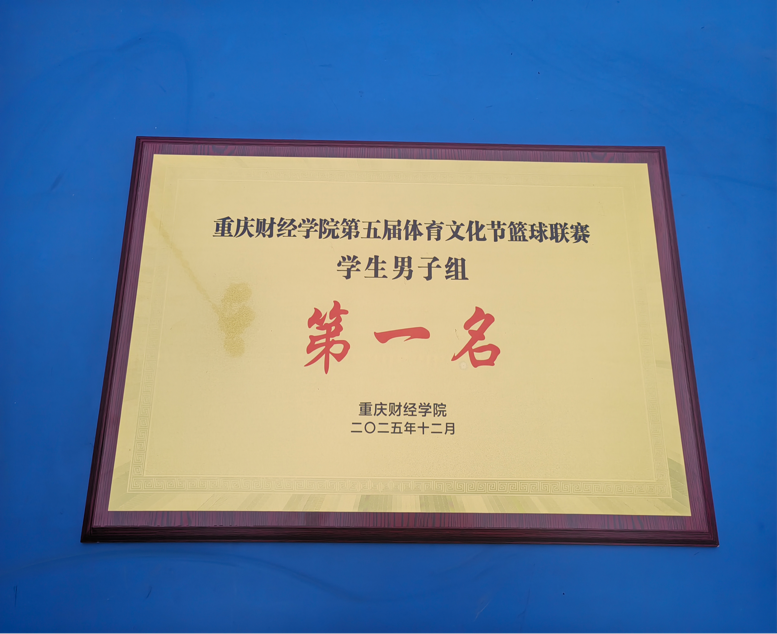 重庆财经学院第五届体育文化节篮球联赛
学生男子组
第一名
重庆财经学院
二〇二五年十二月